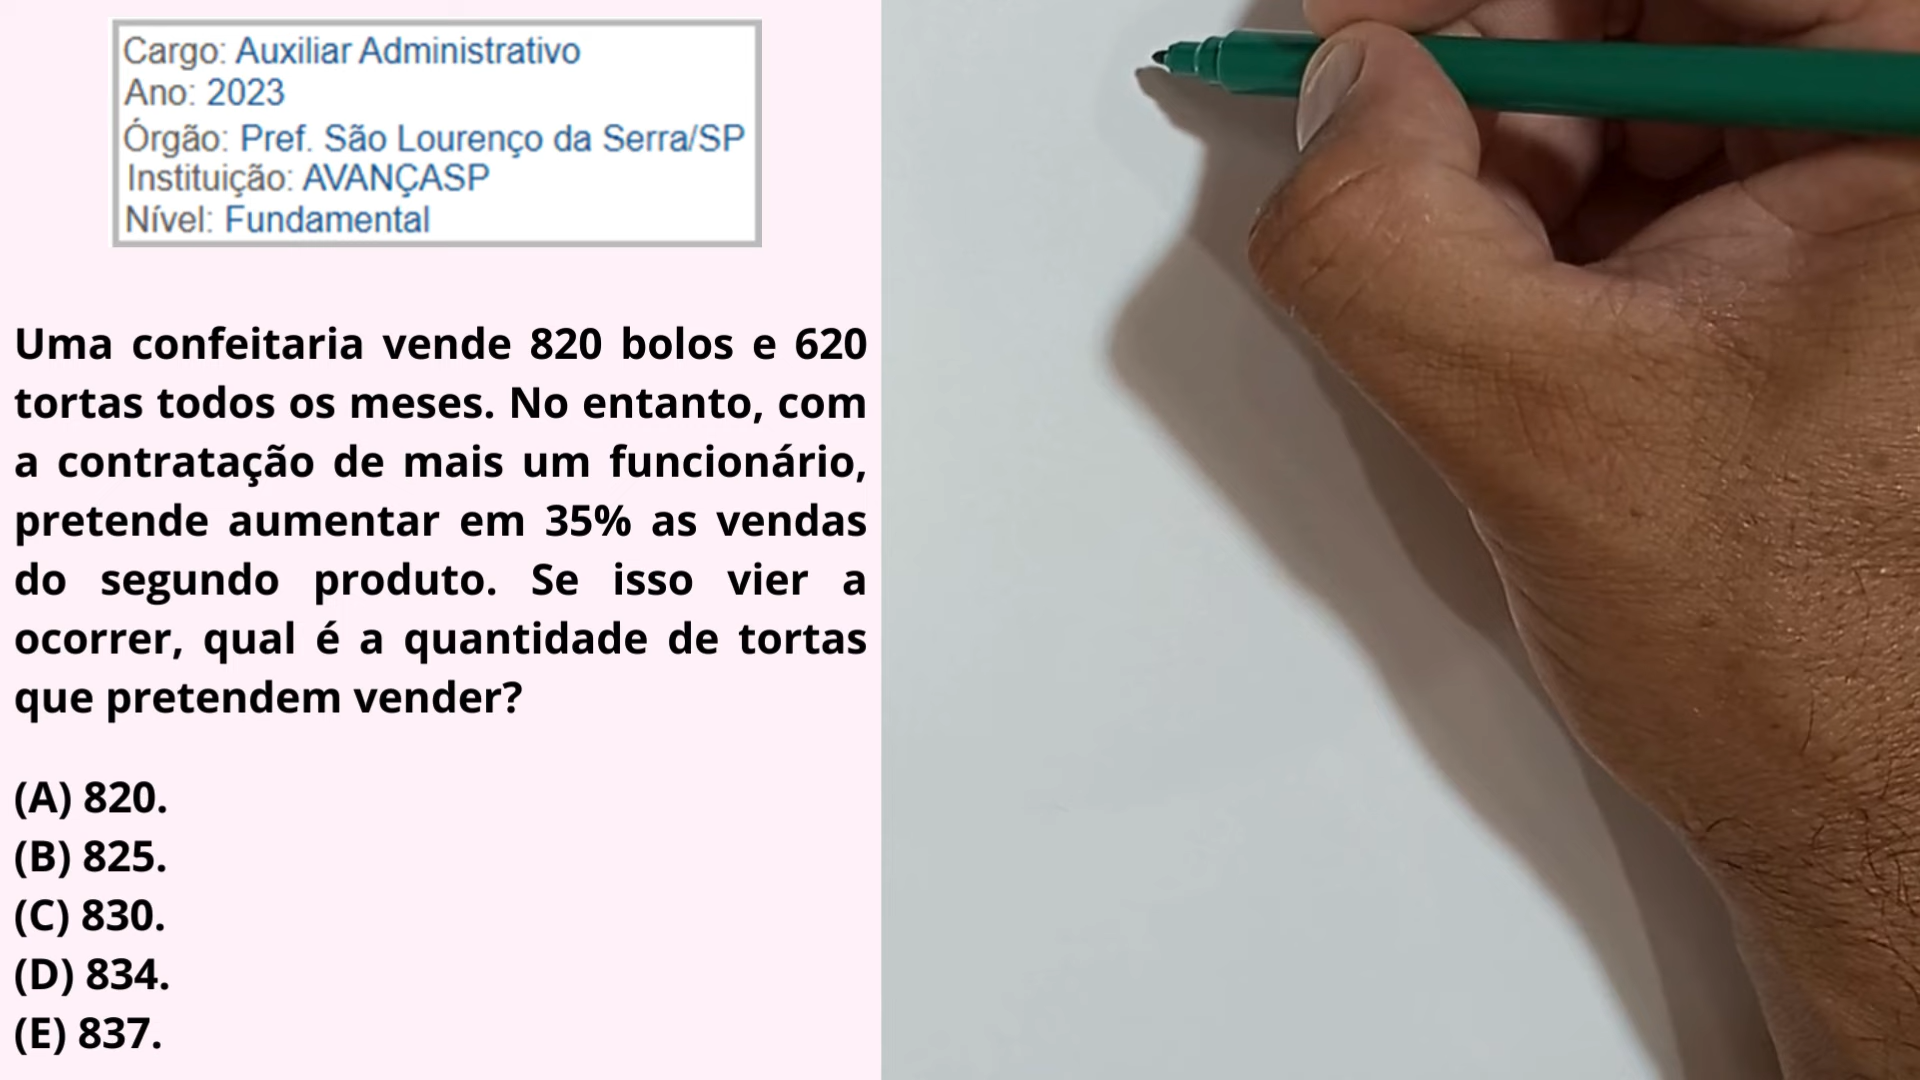 Cargo: Auxiliar Administrativo
Ano: 2023
Órgão: Pref. São Lourenço da Serra/SP
Instituição: AVANÇASP
Nível: Fundamental
Uma confeitaria vende 820 bolos e 620
tortas todos os meses. No entanto, com
a contratação de mais um funcionário,
pretende aumentar em 35% as vendas
do segundo produto. Se isso vier a
ocorrer, qual é a quantidade de tortas
que pretendem vender?
(A) 820.
(B) 825.
(C) 830.
(D) 834.
(E) 837.